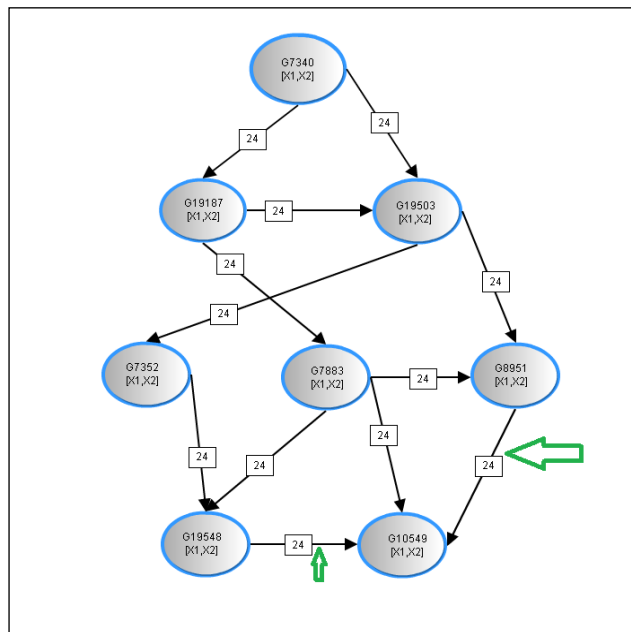 G7340
[X1,X2]
24
24
G19187
[X1,X2]
24
G19503
[X1,X2]
24
24
24
G7352
[X1,X2]
G7883
[X1,X2]
24
G8951
[X1,X2]
24
24
24
24
G19548
[X1,X2]
24
G10549
[X1,X2]